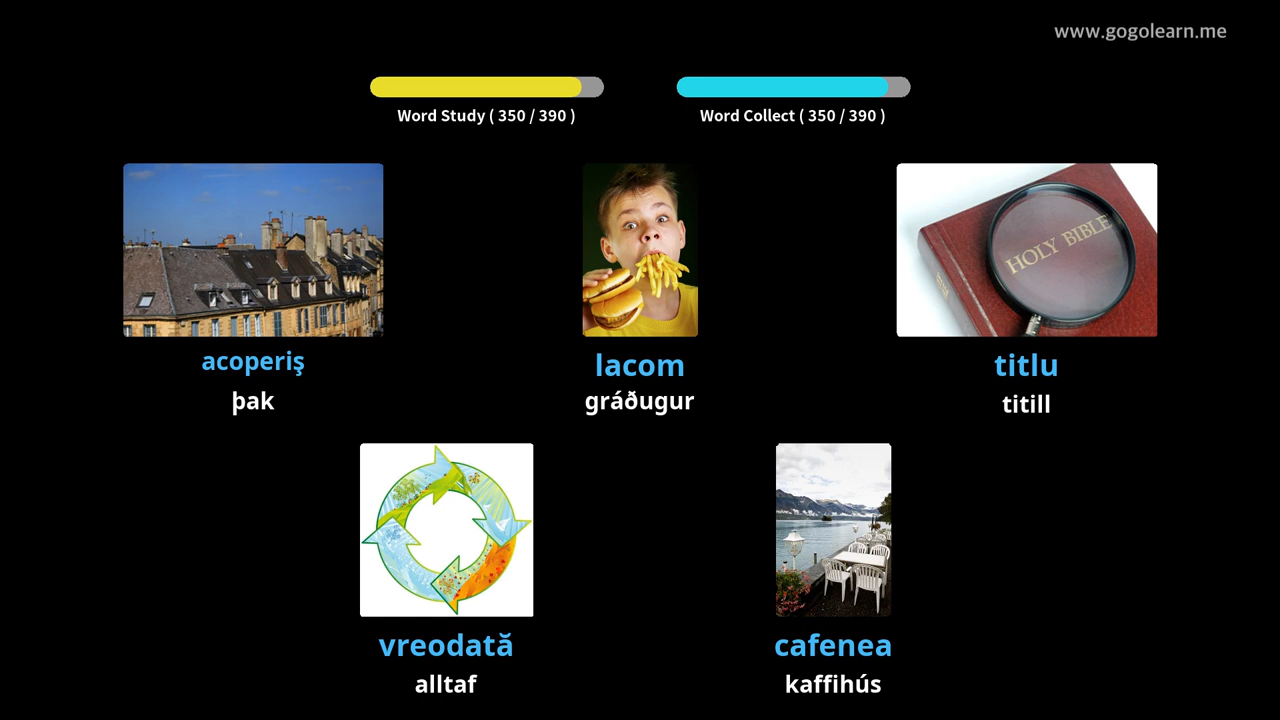 www.gogolearn.me
Word Study ( 350 / 390 )
Word Collect ( 350 / 390 )
HOLY BIBLE
acoperiş
þak
lacom
gráðugur
titlu
titill
vreodată
alltaf
cafenea
kaffihús